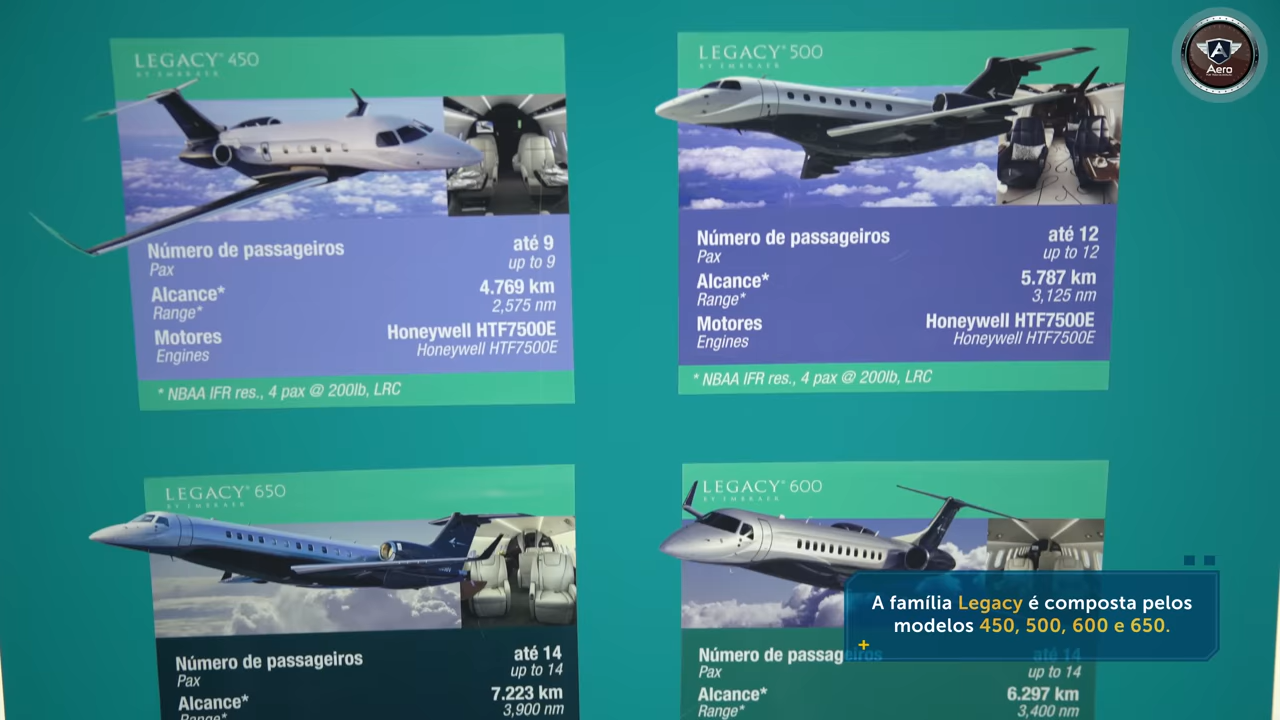 LEGACY® 450
BY EMBRAER
Número de passageiros até 9
Pax up to 9
Alcance* 4.769 km
Range* 2,575 nm
Motores Honeywell HTF7500E
Engines Honeywell HTF7500E
* NBAA IFR res., 4 pax @ 200lb, LRC
LEGACY® 500
BY EMBRAER
Número de passageiros até 12
Pax up to 12
Alcance* 5.787 km
Range* 3,125 nm
Motores Honeywell HTF7500E
Engines Honeywell HTF7500E
* NBAA IFR res., 4 pax @ 200lb, LRC
LEGACY® 650
BY EMBRAER
Número de passageiros até 14
Pax up to 14
Alcance* 7.223 km
Range* 3,900 nm
LEGACY® 600
BY EMBRAER
Número de passageiros até 14
Pax up to 14
Alcance* 6.297 km
Range* 3,400 nm
A família Legacy é composta pelos
modelos 450, 500, 600 e 650.
Aero